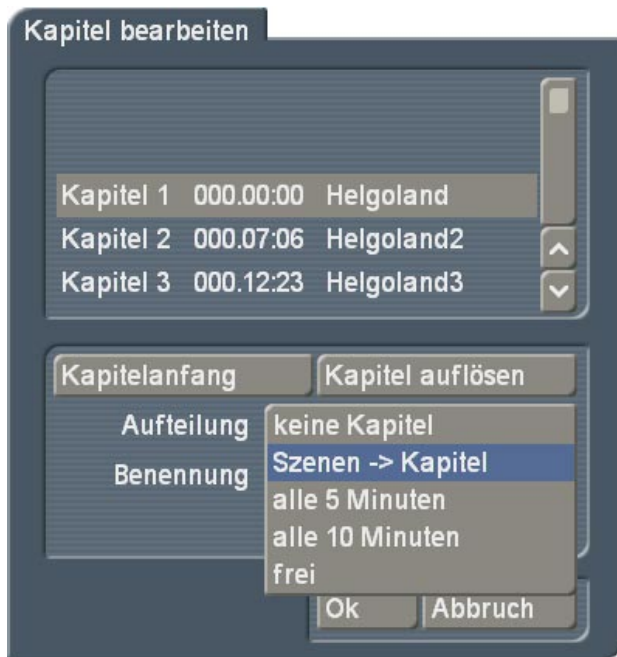 Kapitel bearbeiten
Kapitel 1 000.00:00 Helgoland
Kapitel 2 000.07:06 Helgoland2
Kapitel 3 000.12:23 Helgoland3
Kapitelanfang Kapitel auflösen
Aufteilung keine Kapitel
Benennung Szenen -> Kapitel
alle 5 Minuten
alle 10 Minuten
frei
Ok Abbruch